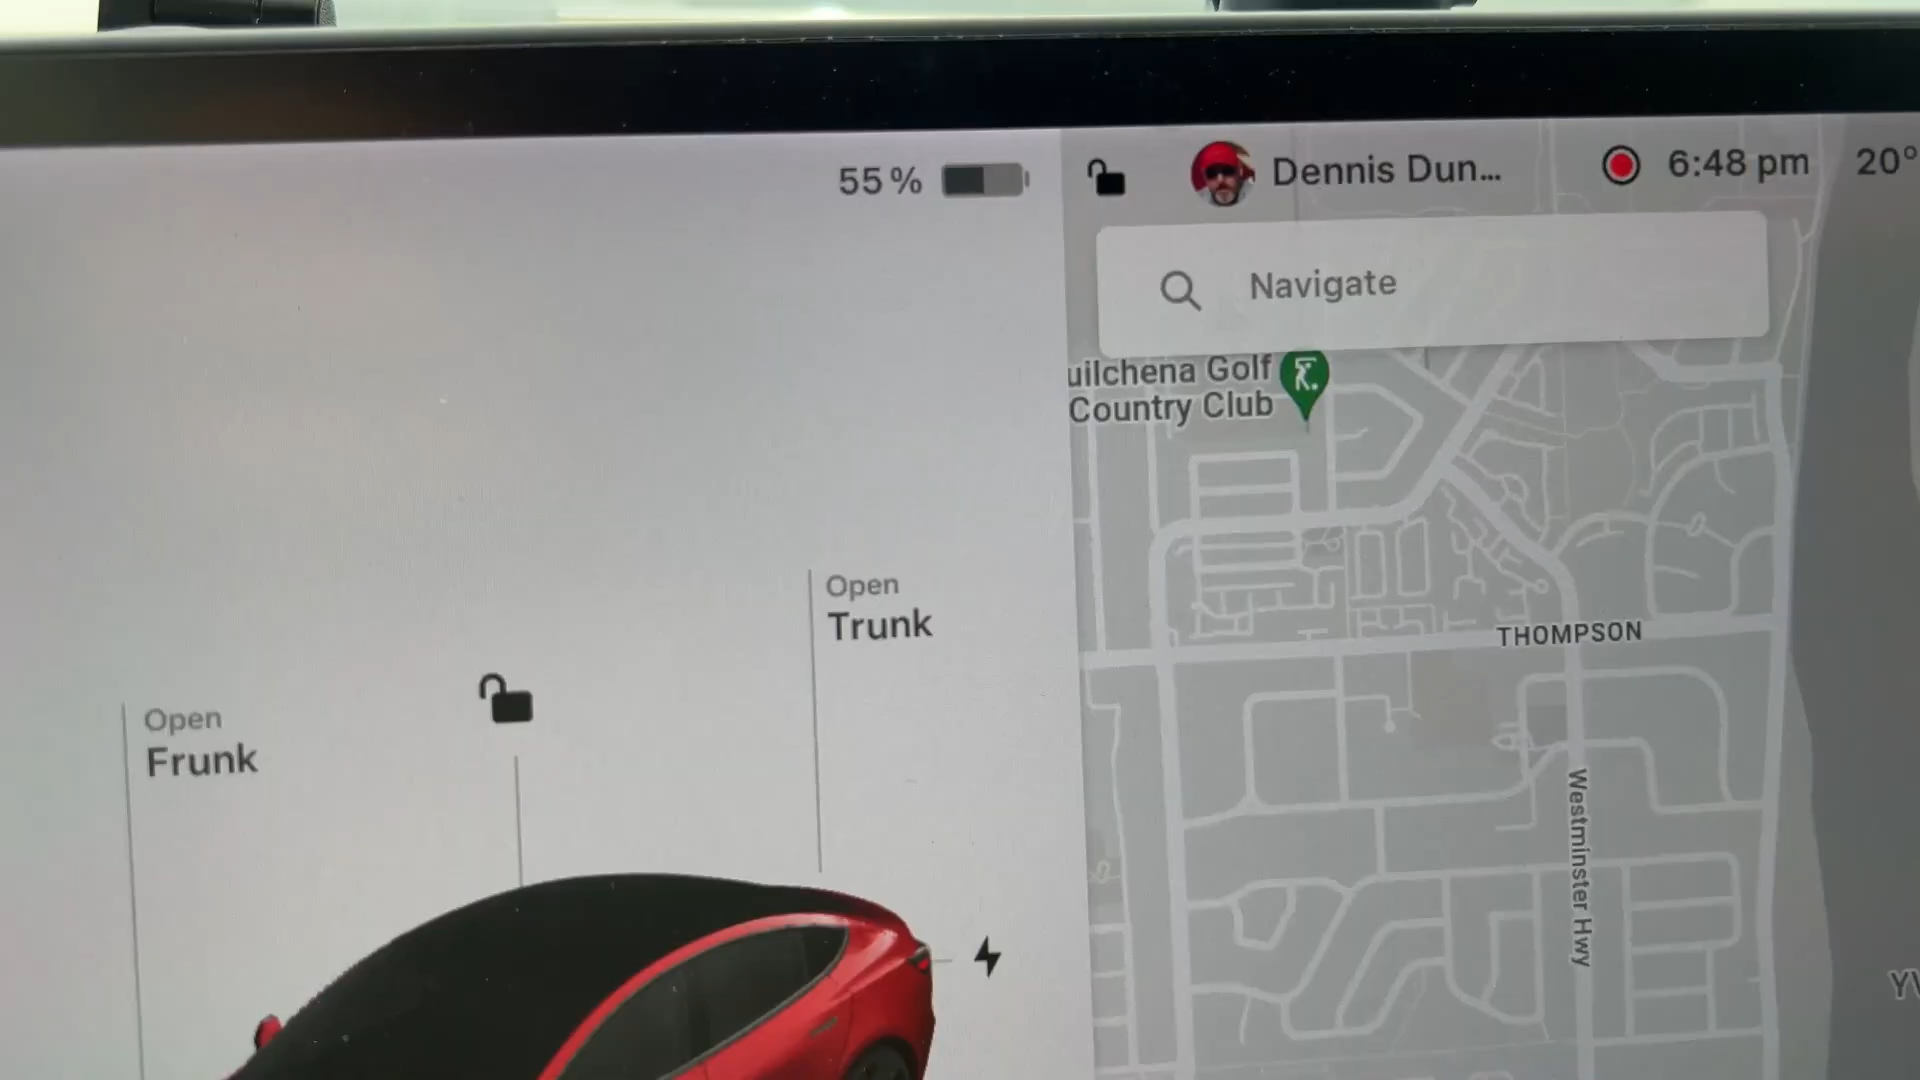 55 %
Dennis Dun...
6:48 pm
20°
Navigate
uilchena Golf
Country Club
Open
Trunk
Open
Frunk
THOMPSON
Westminster Hwy